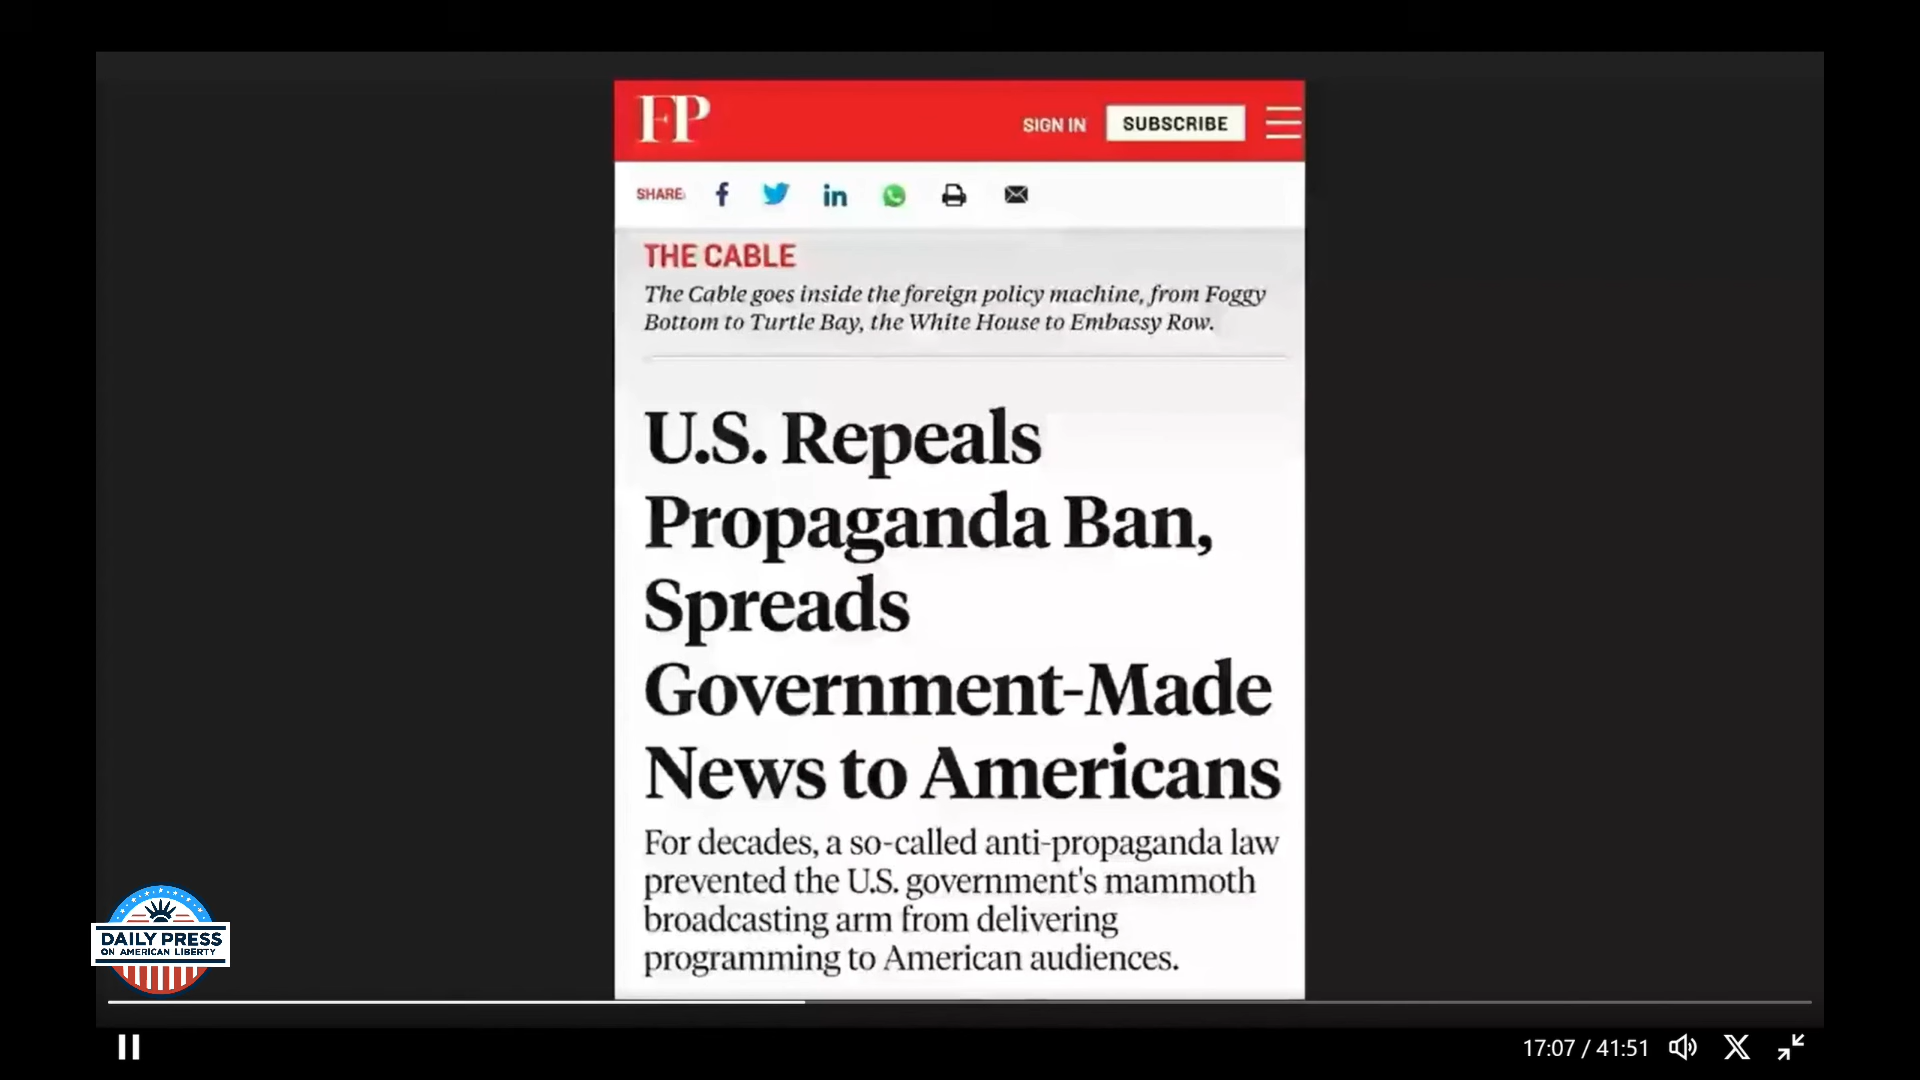 FP
SIGN IN
SUBSCRIBE
SHARE:
THE CABLE
The Cable goes inside the foreign policy machine, from Foggy
Bottom to Turtle Bay, the White House to Embassy Row.
U.S. Repeals
Propaganda Ban,
Spreads
Government-Made
News to Americans
For decades, a so-called anti-propaganda law
prevented the U.S. government's mammoth
broadcasting arm from delivering
programming to American audiences.
DAILY PRESS
ON AMERICAN LIBERTY
17:07 / 41:51